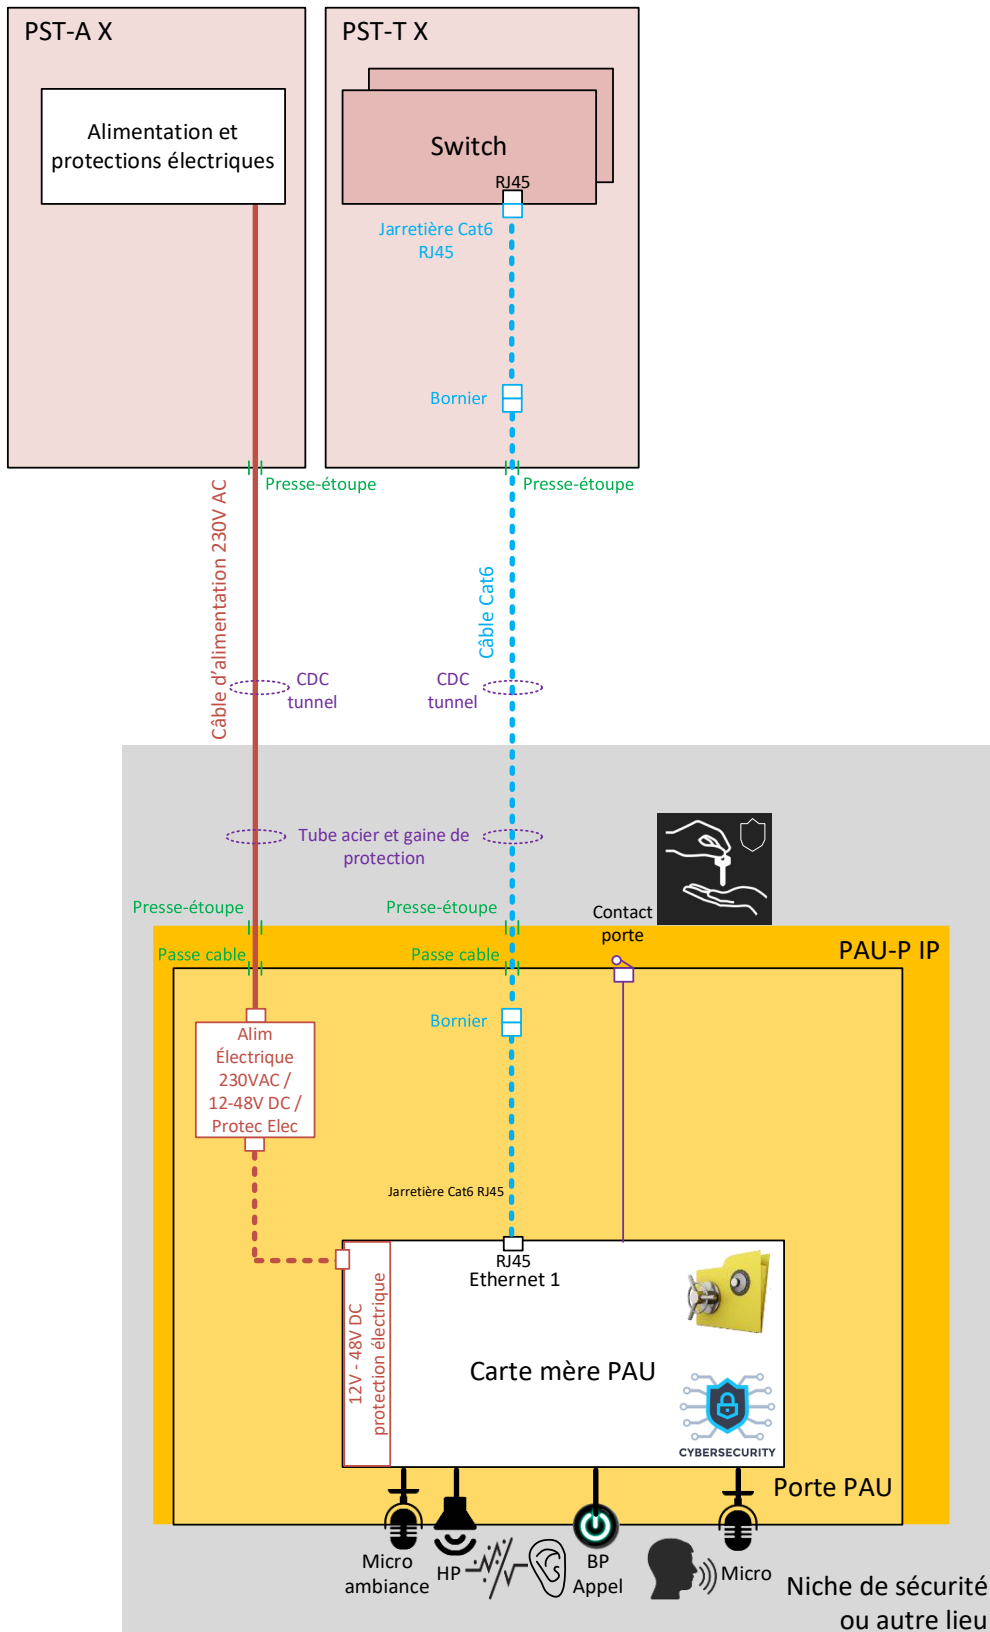 PST-A X
PST-T X
Alimentation et
protections électriques
Switch
RJ45
Jarretière Cat6
RJ45
Bornier
Presse-étoupe
Presse-étoupe
Câble d'alimentation 230V AC
Câble Cat6
CDC
tunnel
CDC
tunnel
Tube acier et gaine de
protection
Presse-étoupe
Presse-étoupe
Contact
porte
Passe cable
Passe cable
PAU-P IP
Bornier
Alim
Électrique
230VAC /
12-48V DC /
Protec Elec
Jarretière Cat6 RJ45
RJ45
Ethernet 1
12V - 48V DC
protection électrique
Carte mère PAU
CYBERSECURITY
Porte PAU
Micro
ambiance
HP
BP
Appel
Micro
Niche de sécurité
ou autre lieu